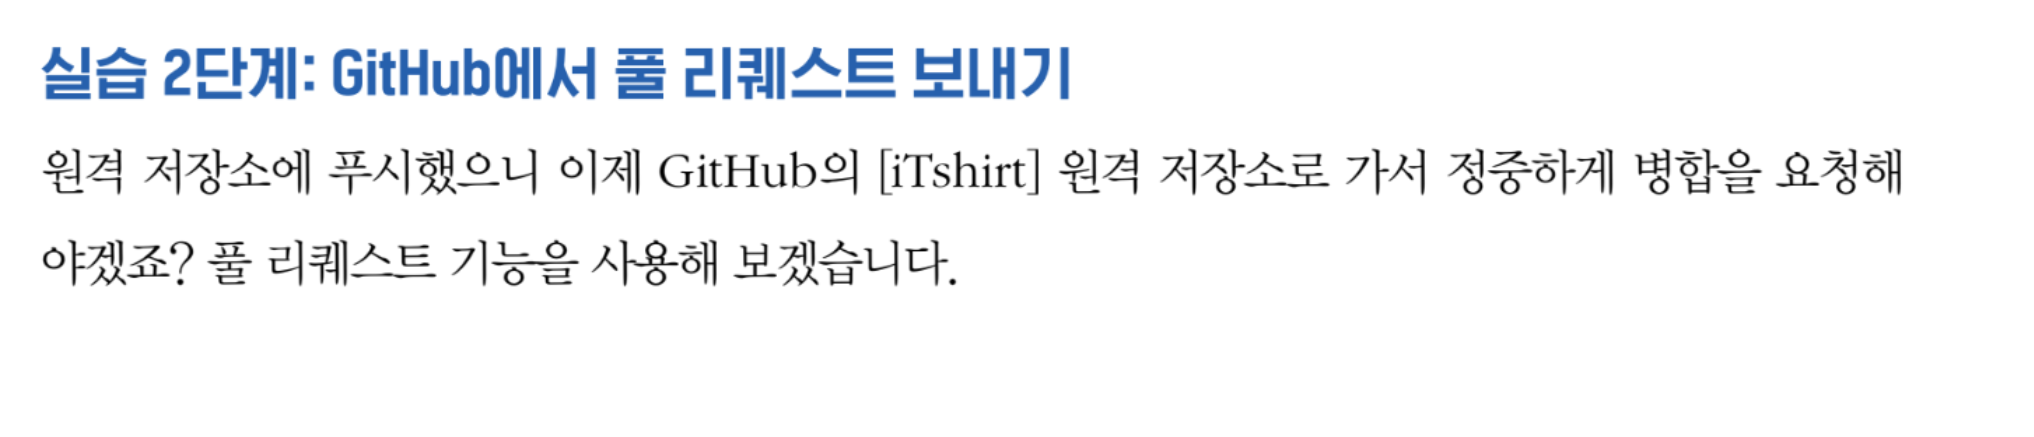 실습 2단계: GitHub에서 풀 리퀘스트 보내기
원격 저장소에 푸시했으니 이제 GitHub의 [iTshirt] 원격 저장소로 가서 정중하게 병합을 요청해
야겠죠? 풀 리퀘스트 기능을 사용해 보겠습니다.